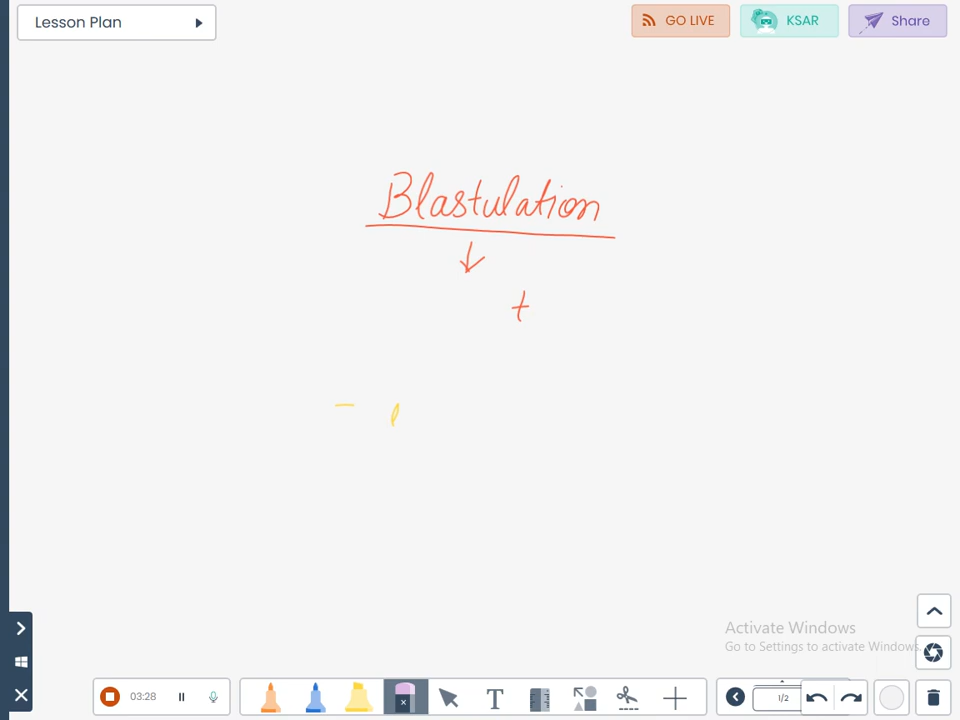 Lesson Plan
GO LIVE
KSAR
Share
Blastulation
t
Activate Windows
Go to Settings to activate Windows.
03:28
T
1/2